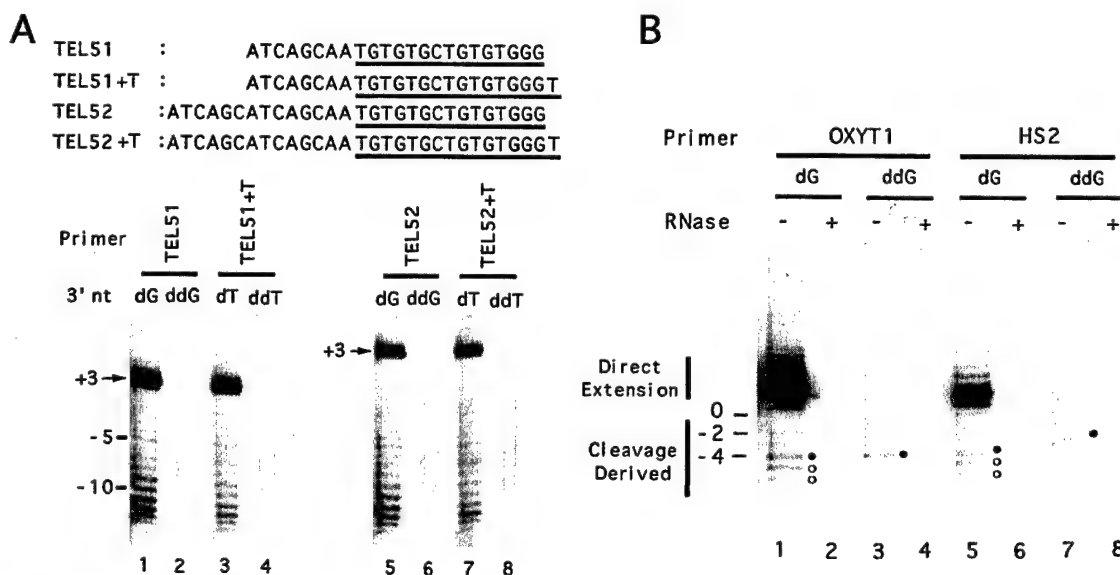 A
TEL51 : ATCAGCAATGTGTGCTGTGTGGG
TEL51+T : ATCAGCAATGTGTGCTGTGTGGGT
TEL52 :ATCAGCATCAGCAATGTGTGCTGTGTGGG
TEL52+T :ATCAGCATCAGCAATGTGTGCTGTGTGGGT
Primer TEL51 TEL51+T TEL52 TEL52+T
3' nt dG ddG dT ddT dG ddG dT ddT
+3 +3
-5
-10
1 2 3 4 5 6 7 8
B
Primer OXYT1 HS2
dG ddG dG ddG
RNase - + - + - + - +
Direct
Extension
0
-2
-4
Cleavage
Derived
1 2 3 4 5 6 7 8